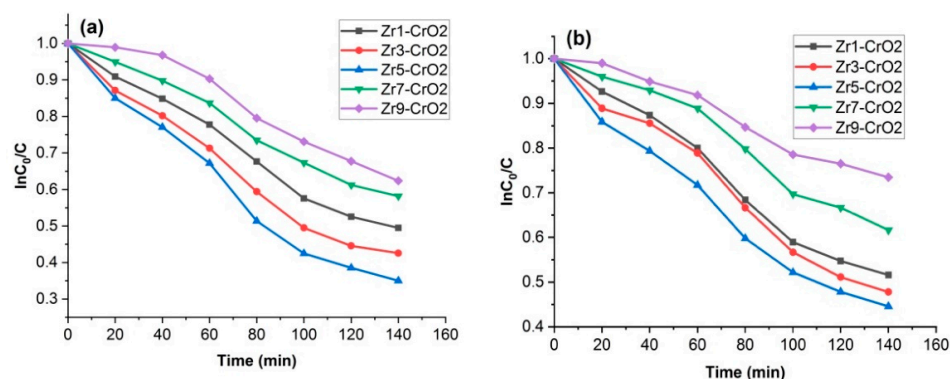 (a)
Zr1-CrO2
Zr3-CrO2
Zr5-CrO2
Zr7-CrO2
Zr9-CrO2
1.0
0.9
0.8
0.7
0.6
0.5
0.4
0.3
lnC₀/C
0 20 40 60 80 100 120 140 160
Time (min)
(b)
Zr1-CrO2
Zr3-CrO2
Zr5-CrO2
Zr7-CrO2
Zr9-CrO2
1.0
0.9
0.8
0.7
0.6
0.5
0.4
lnC₀/C
0 20 40 60 80 100 120 140 160
Time (min)